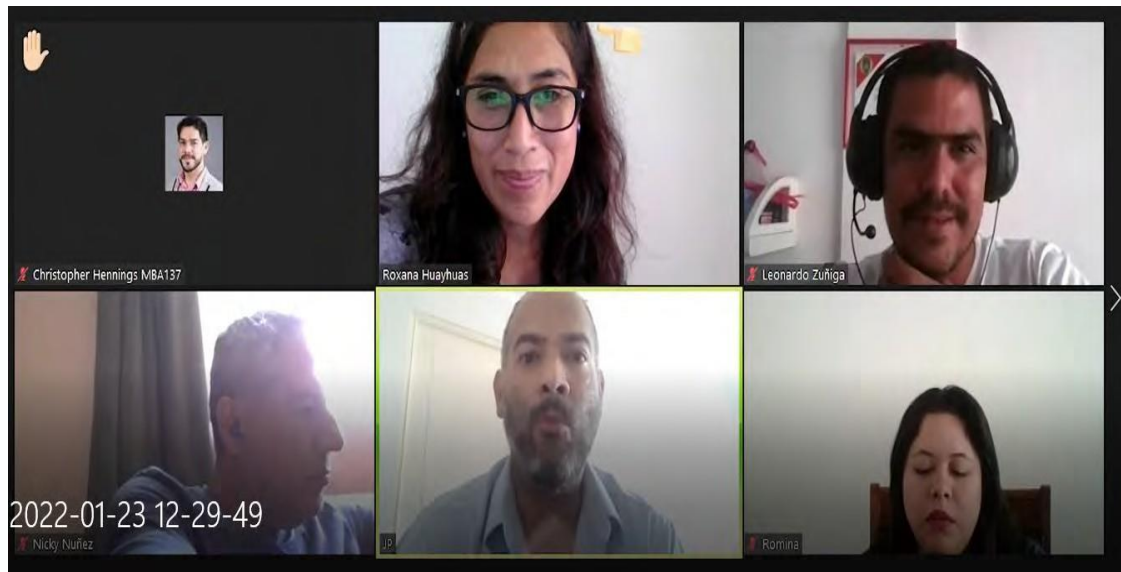 Christopher Hennings MBA137
Roxana Huayhuas
Leonardo Zuñiga
2022-01-23 12-29-49
Nicky Nuñez
JP
Romina